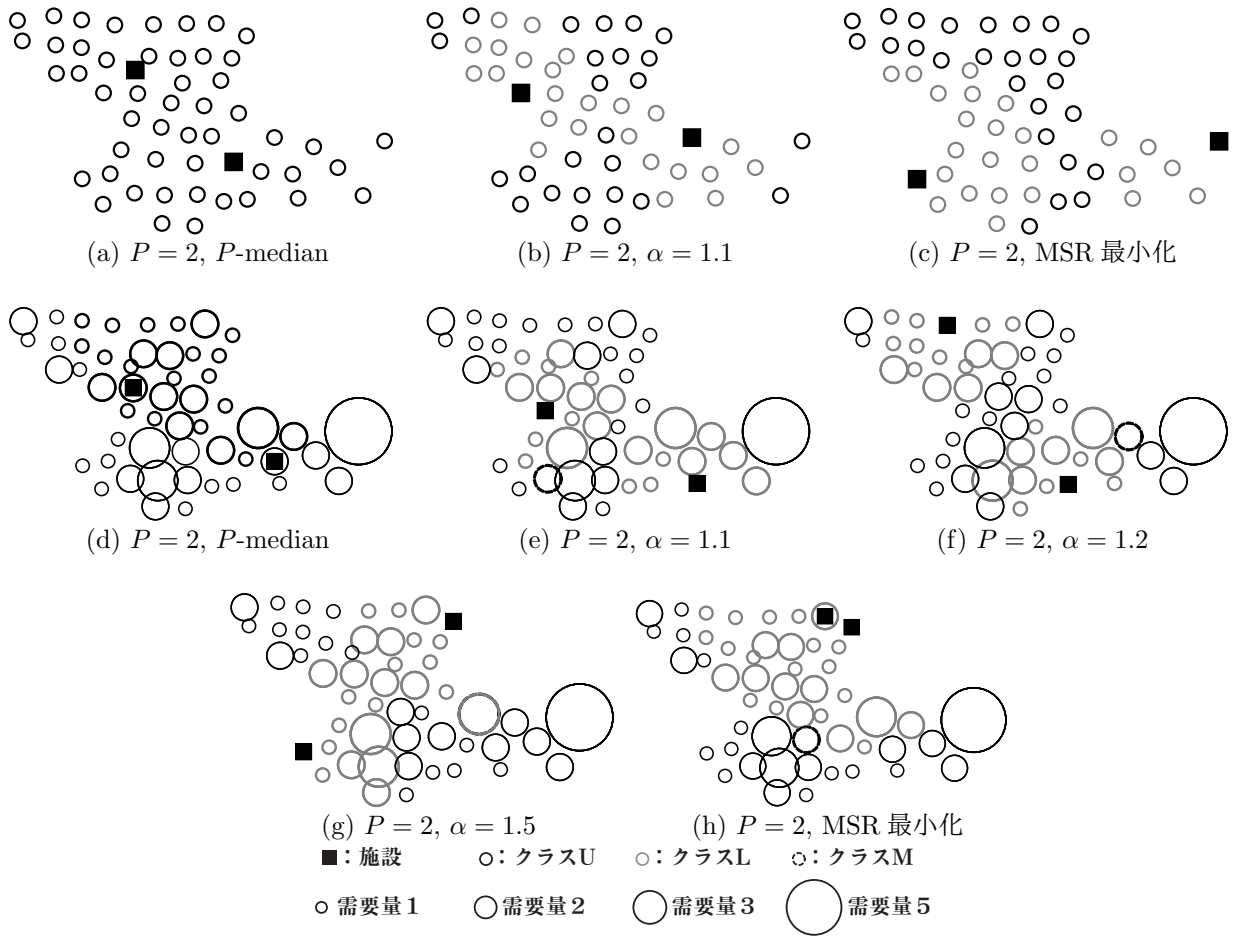 (a) P = 2, P-median
(b) P = 2, α = 1.1
(c) P = 2, MSR 最小化
(d) P = 2, P-median
(e) P = 2, α = 1.1
(f) P = 2, α = 1.2
(g) P = 2, α = 1.5
(h) P = 2, MSR 最小化
■：施設 ○：クラスU ○：クラスL ○：クラスM
○ 需要量１ ○ 需要量２ ○ 需要量３ ○ 需要量５